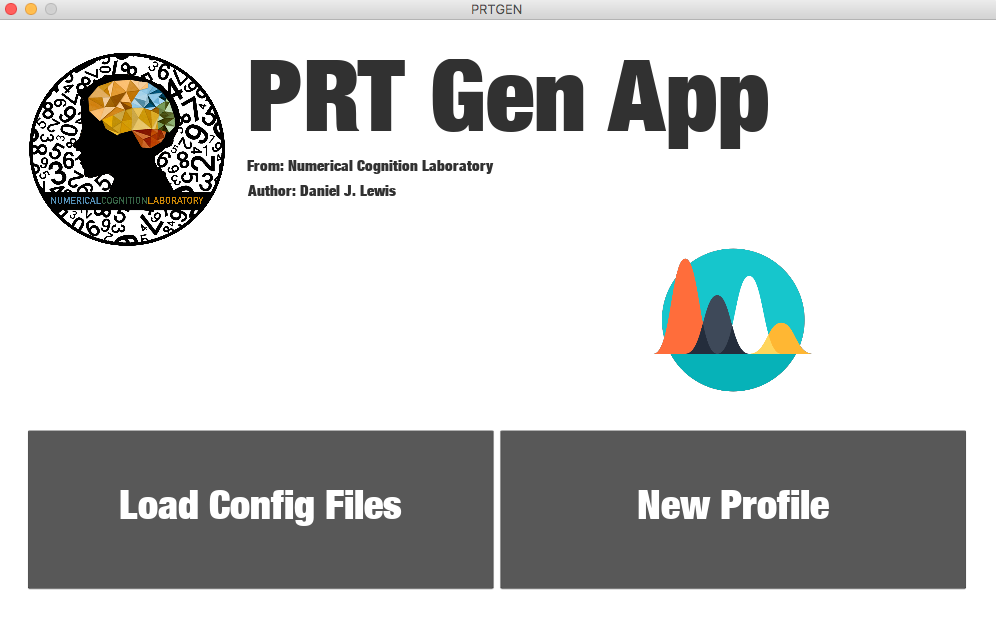 PRTGEN
PRT Gen App
From: Numerical Cognition Laboratory
Author: Daniel J. Lewis
NUMERICALCOGNITIONLABORATORY
Load Config Files
New Profile